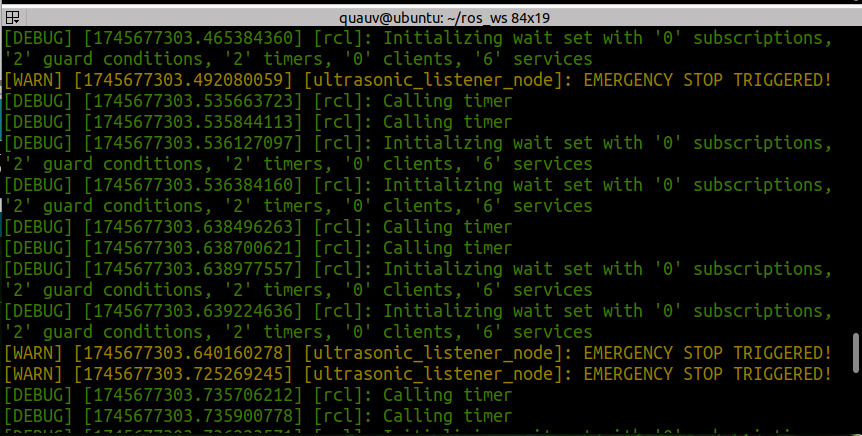 quauv@ubuntu: ~/ros_ws 84x19
[DEBUG] [1745677303.465384360] [rcl]: Initializing wait set with '0' subscriptions,
'2' guard conditions, '2' timers, '0' clients, '6' services
[WARN] [1745677303.492080059] [ultrasonic_listener_node]: EMERGENCY STOP TRIGGERED!
[DEBUG] [1745677303.535663723] [rcl]: Calling timer
[DEBUG] [1745677303.535844113] [rcl]: Calling timer
[DEBUG] [1745677303.536127097] [rcl]: Initializing wait set with '0' subscriptions,
'2' guard conditions, '2' timers, '0' clients, '6' services
[DEBUG] [1745677303.536384160] [rcl]: Initializing wait set with '0' subscriptions,
'2' guard conditions, '2' timers, '0' clients, '6' services
[DEBUG] [1745677303.638496263] [rcl]: Calling timer
[DEBUG] [1745677303.638700621] [rcl]: Calling timer
[DEBUG] [1745677303.638977557] [rcl]: Initializing wait set with '0' subscriptions,
'2' guard conditions, '2' timers, '0' clients, '6' services
[DEBUG] [1745677303.639224636] [rcl]: Initializing wait set with '0' subscriptions,
'2' guard conditions, '2' timers, '0' clients, '6' services
[WARN] [1745677303.640160278] [ultrasonic_listener_node]: EMERGENCY STOP TRIGGERED!
[WARN] [1745677303.725269245] [ultrasonic_listener_node]: EMERGENCY STOP TRIGGERED!
[DEBUG] [1745677303.735706212] [rcl]: Calling timer
[DEBUG] [1745677303.735900778] [rcl]: Calling timer